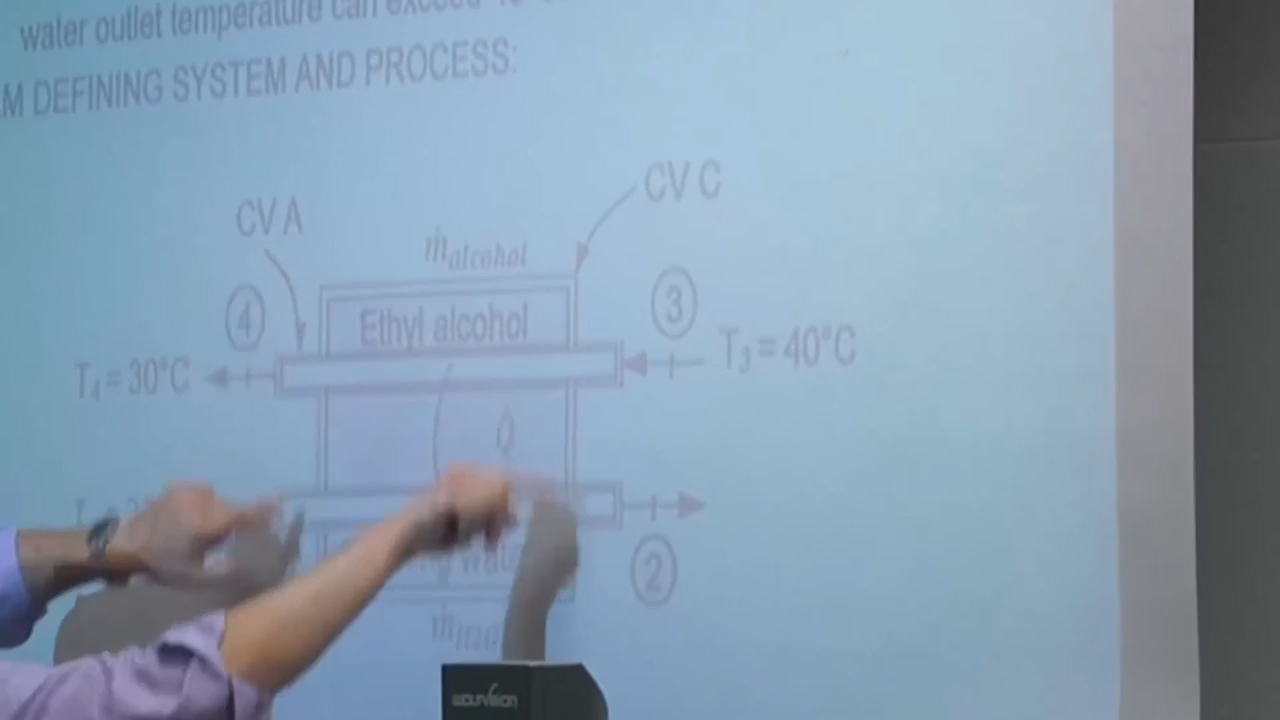 water outlet temperature can exceed
M DEFINING SYSTEM AND PROCESS:
CV C
CV A
ṁalcohol
3
4
Ethyl alcohol
T3 = 40°C
T4 = 30°C
Q̇
2
WOLFVISION